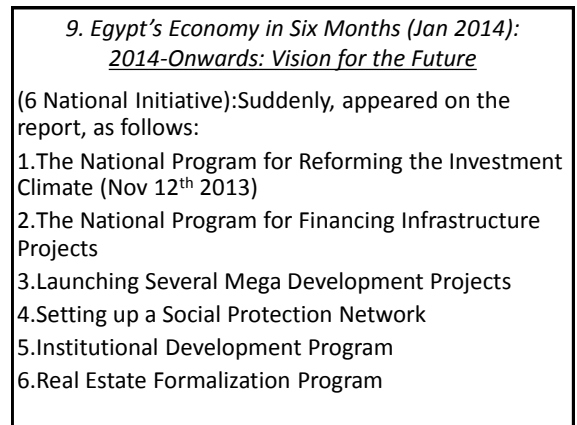 9. Egypt’s Economy in Six Months (Jan 2014):
2014-Onwards: Vision for the Future
(6 National Initiative):Suddenly, appeared on the
report, as follows:
1.The National Program for Reforming the Investment
Climate (Nov 12th 2013)
2.The National Program for Financing Infrastructure
Projects
3.Launching Several Mega Development Projects
4.Setting up a Social Protection Network
5.Institutional Development Program
6.Real Estate Formalization Program